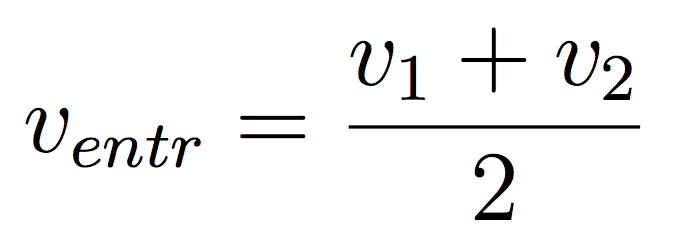 v_{entr} = \frac{v_1 + v_2}{2}